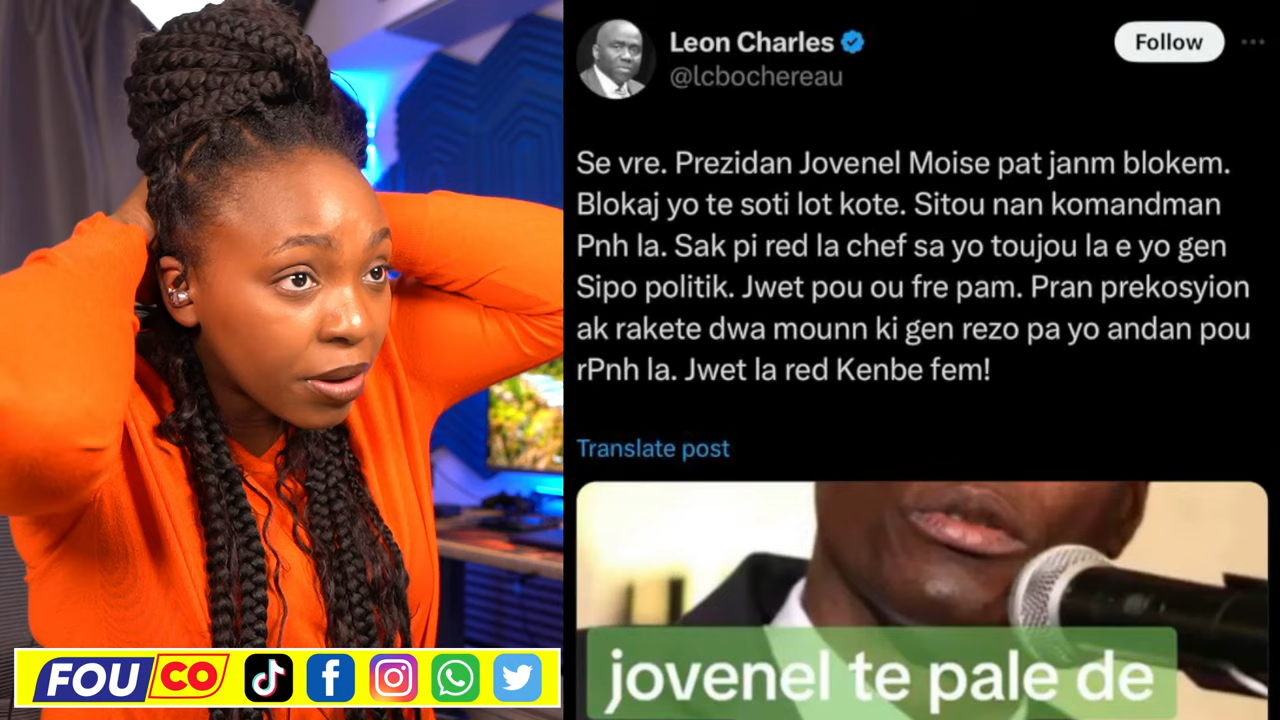 Leon Charles
Follow
@lcbochereau
Se vre. Prezidan Jovenel Moise pat janm blokem.
Blokaj yo te soti lot kote. Sitou nan komandman
Pnh la. Sak pi red la chef sa yo toujou la e yo gen
Sipo politik. Jwet pou ou fre pam. Pran prekosyion
ak rakete dwa mounn ki gen rezo pa yo andan pou
rPnh la. Jwet la red Kenbe fem!
Translate post
jovenel te pale de
FOUCO